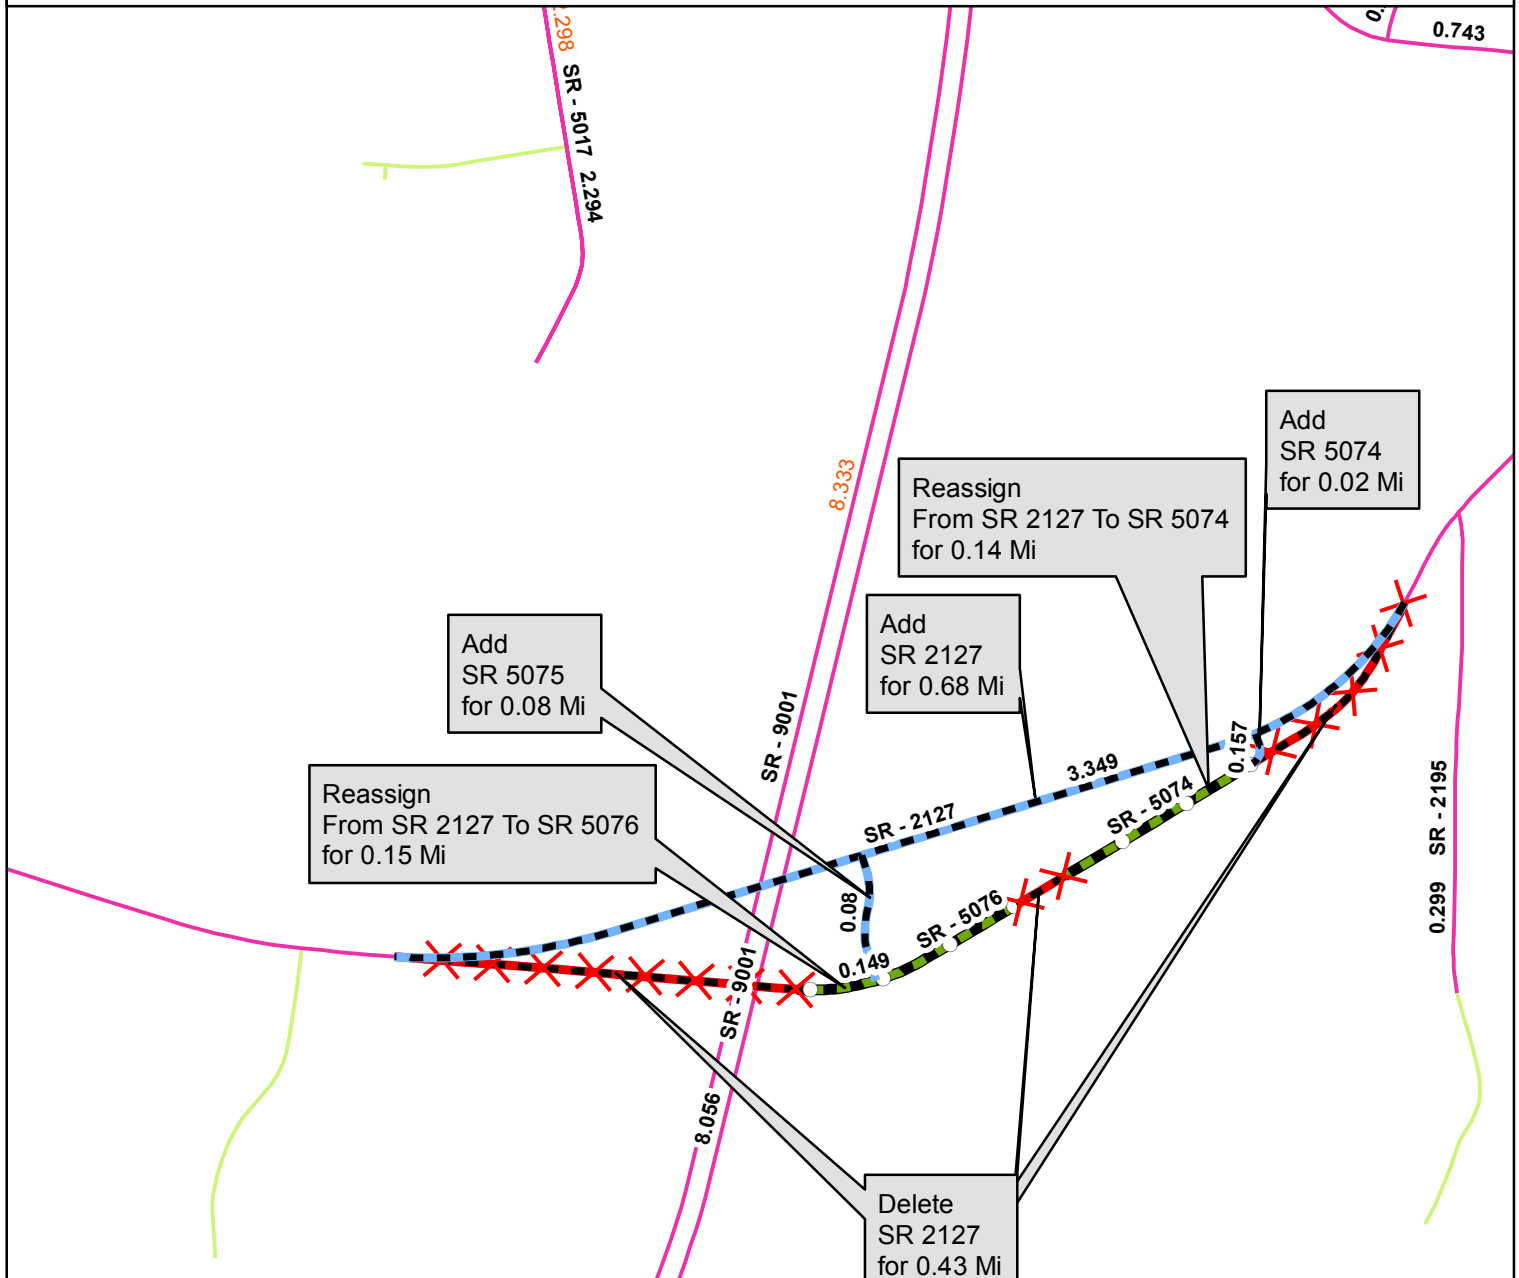 .298
SR - 5017 2.294
0.
0.743
Add
SR 5074
for 0.02 Mi
Reassign
From SR 2127 To SR 5074
for 0.14 Mi
8.333
Add
SR 2127
for 0.68 Mi
Add
SR 5075
for 0.08 Mi
SR - 9001
0.157
3.349
SR - 5074
SR - 2127
0.299 SR - 2195
Reassign
From SR 2127 To SR 5076
for 0.15 Mi
0.08
SR - 5076
0.149
SR - 9001
8.056
Delete
SR 2127
for 0.43 Mi